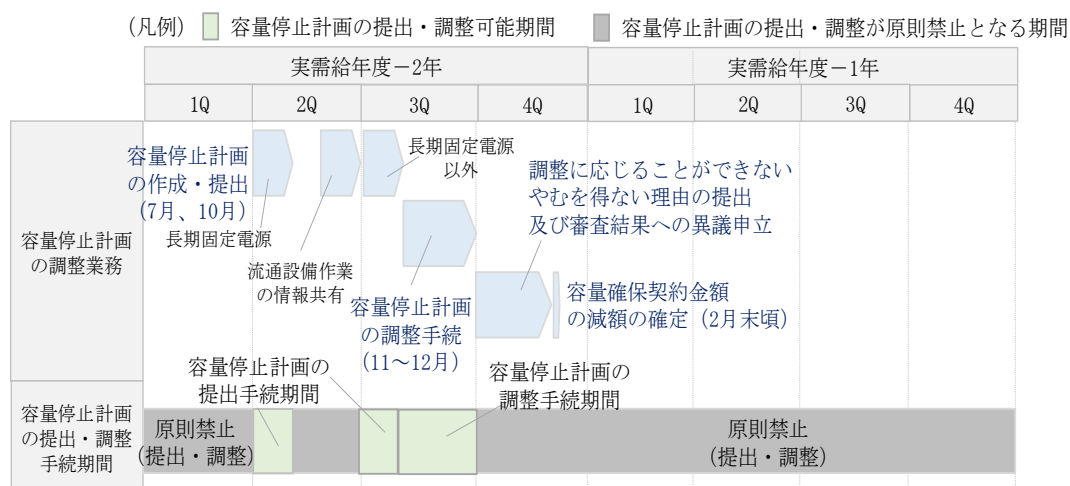 (凡例) 容量停止計画の提出・調整可能期間 容量停止計画の提出・調整が原則禁止となる期間
実需給年度－2年 実需給年度－1年
1Q 2Q 3Q 4Q 1Q 2Q 3Q 4Q
容量停止計画
の調整業務
容量停止計画
の作成・提出
(7月、10月)
長期固定電源
流通設備作業
の情報共有
長期固定電源
以外
容量停止計画
の調整手続
(11～12月)
調整に応じることができない
やむを得ない理由の提出
及び審査結果への異議申立
容量確保契約金額
の減額の確定（2月末頃）
容量停止計画
の提出・調整
手続期間
容量停止計画の
提出手続期間
容量停止計画の
調整手続期間
原則禁止
(提出・調整)
原則禁止
(提出・調整)